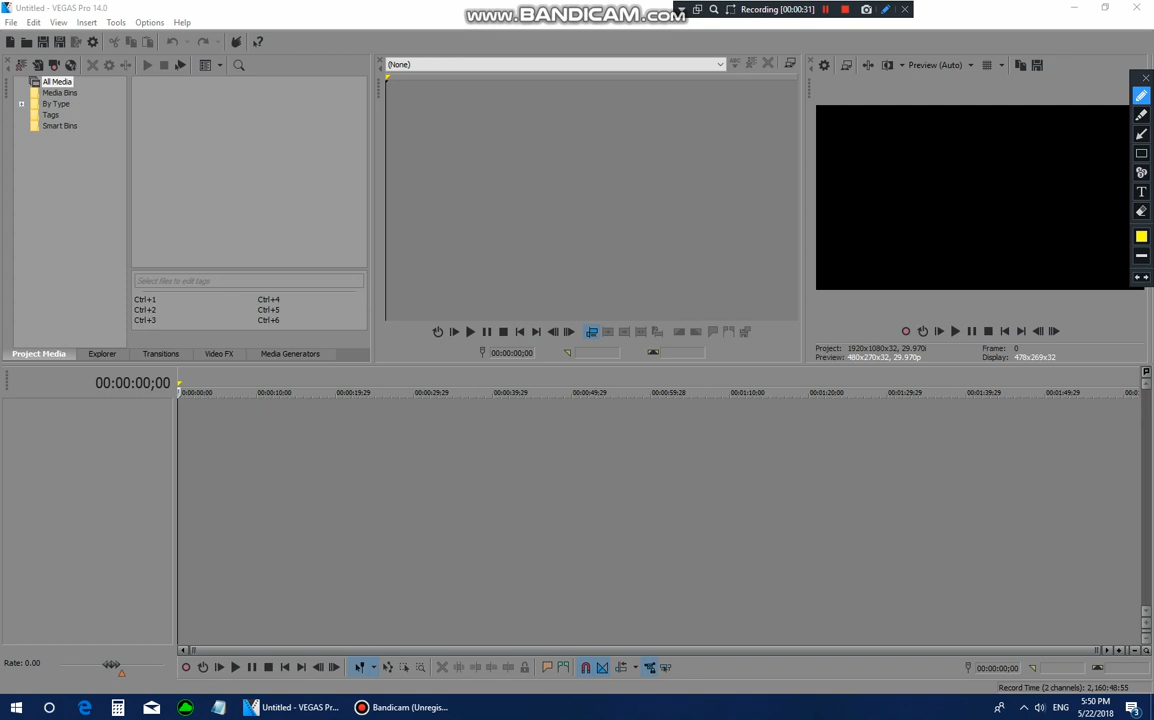 Untitled - VEGAS Pro 14.0
www.BANDICAM.com
Recording [00:00:31]
File Edit View Insert Tools Options Help
(None)
Preview (Auto)
All Media
Media Bins
By Type
Tags
Smart Bins
Select files to edit tags
Ctrl+1 Ctrl+4
Ctrl+2 Ctrl+5
Ctrl+3 Ctrl+6
Project Media Explorer Transitions Video FX Media Generators
00:00:00;00
Project: 1920x1080x32, 29.970i Frame: 0
Preview: 480x270x32, 29.970p Display: 478x269x32
00:00:00;00
0:00:00;00 00:00:10;00 00:00:19;29 00:00:29;29 00:00:39;29 00:00:49;29 00:00:59;28 00:01:10;00 00:01:20;00 00:01:29;29 00:01:39;29 00:01:49;29
Rate: 0.00
00:00:00;00
Record Time (2 channels): 2,160:48:55
Untitled - VEGAS Pr...
Bandicam (Unregis...
ENG
5:50 PM
5/22/2018
3